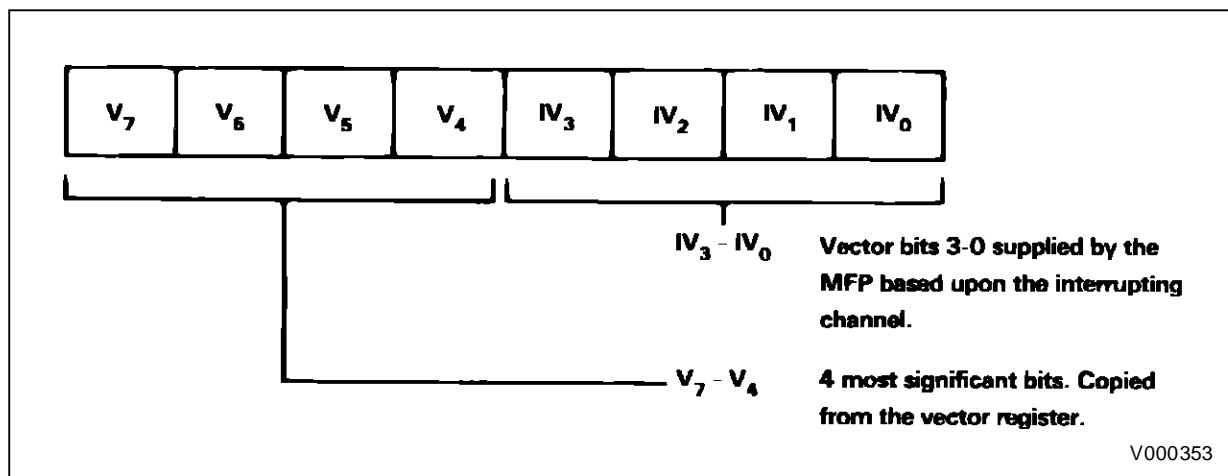 V₇ V₆ V₅ V₄ IV₃ IV₂ IV₁ IV₀
IV₃ - IV₀ Vector bits 3-0 supplied by the
MFP based upon the interrupting
channel.
V₇ - V₄ 4 most significant bits. Copied
from the vector register.
V000353